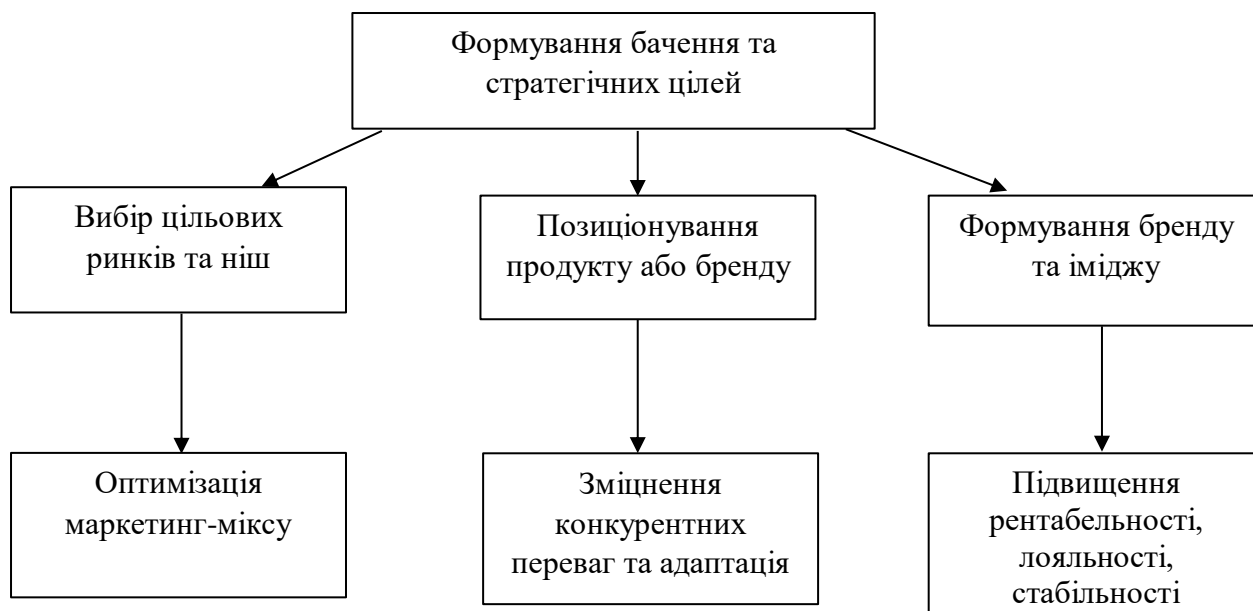 Формування бачення та
стратегічних цілей
Вибір цільових
ринків та ніш
Позиціонування
продукту або бренду
Формування бренду
та іміджу
Оптимізація
маркетинг-міксу
Зміцнення
конкурентних
переваг та адаптація
Підвищення
рентабельності,
лояльності,
стабільності